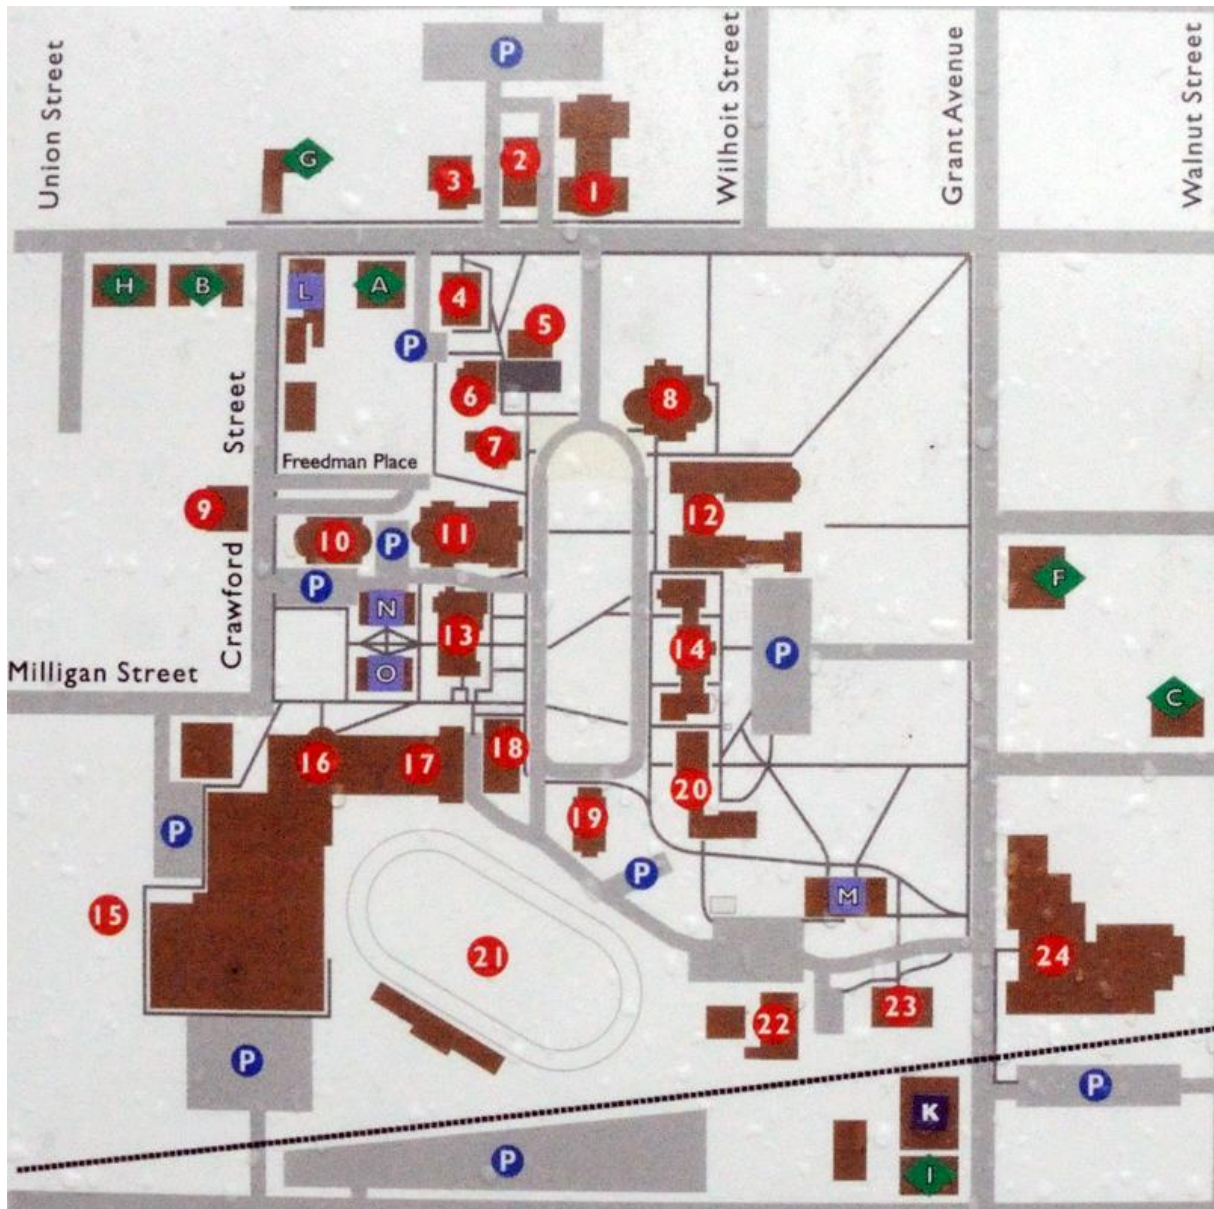 Union Street
Wilhoit Street
Grant Avenue
Walnut Street
P
G
3
2
1
H
B
L
A
4
5
P
6
8
7
Crawford Street
Freedman Place
9
10
P
11
12
P
N
13
F
14
P
O
Milligan Street
C
16
17
18
20
19
P
P
M
15
21
24
22
23
P
P
K
P
I